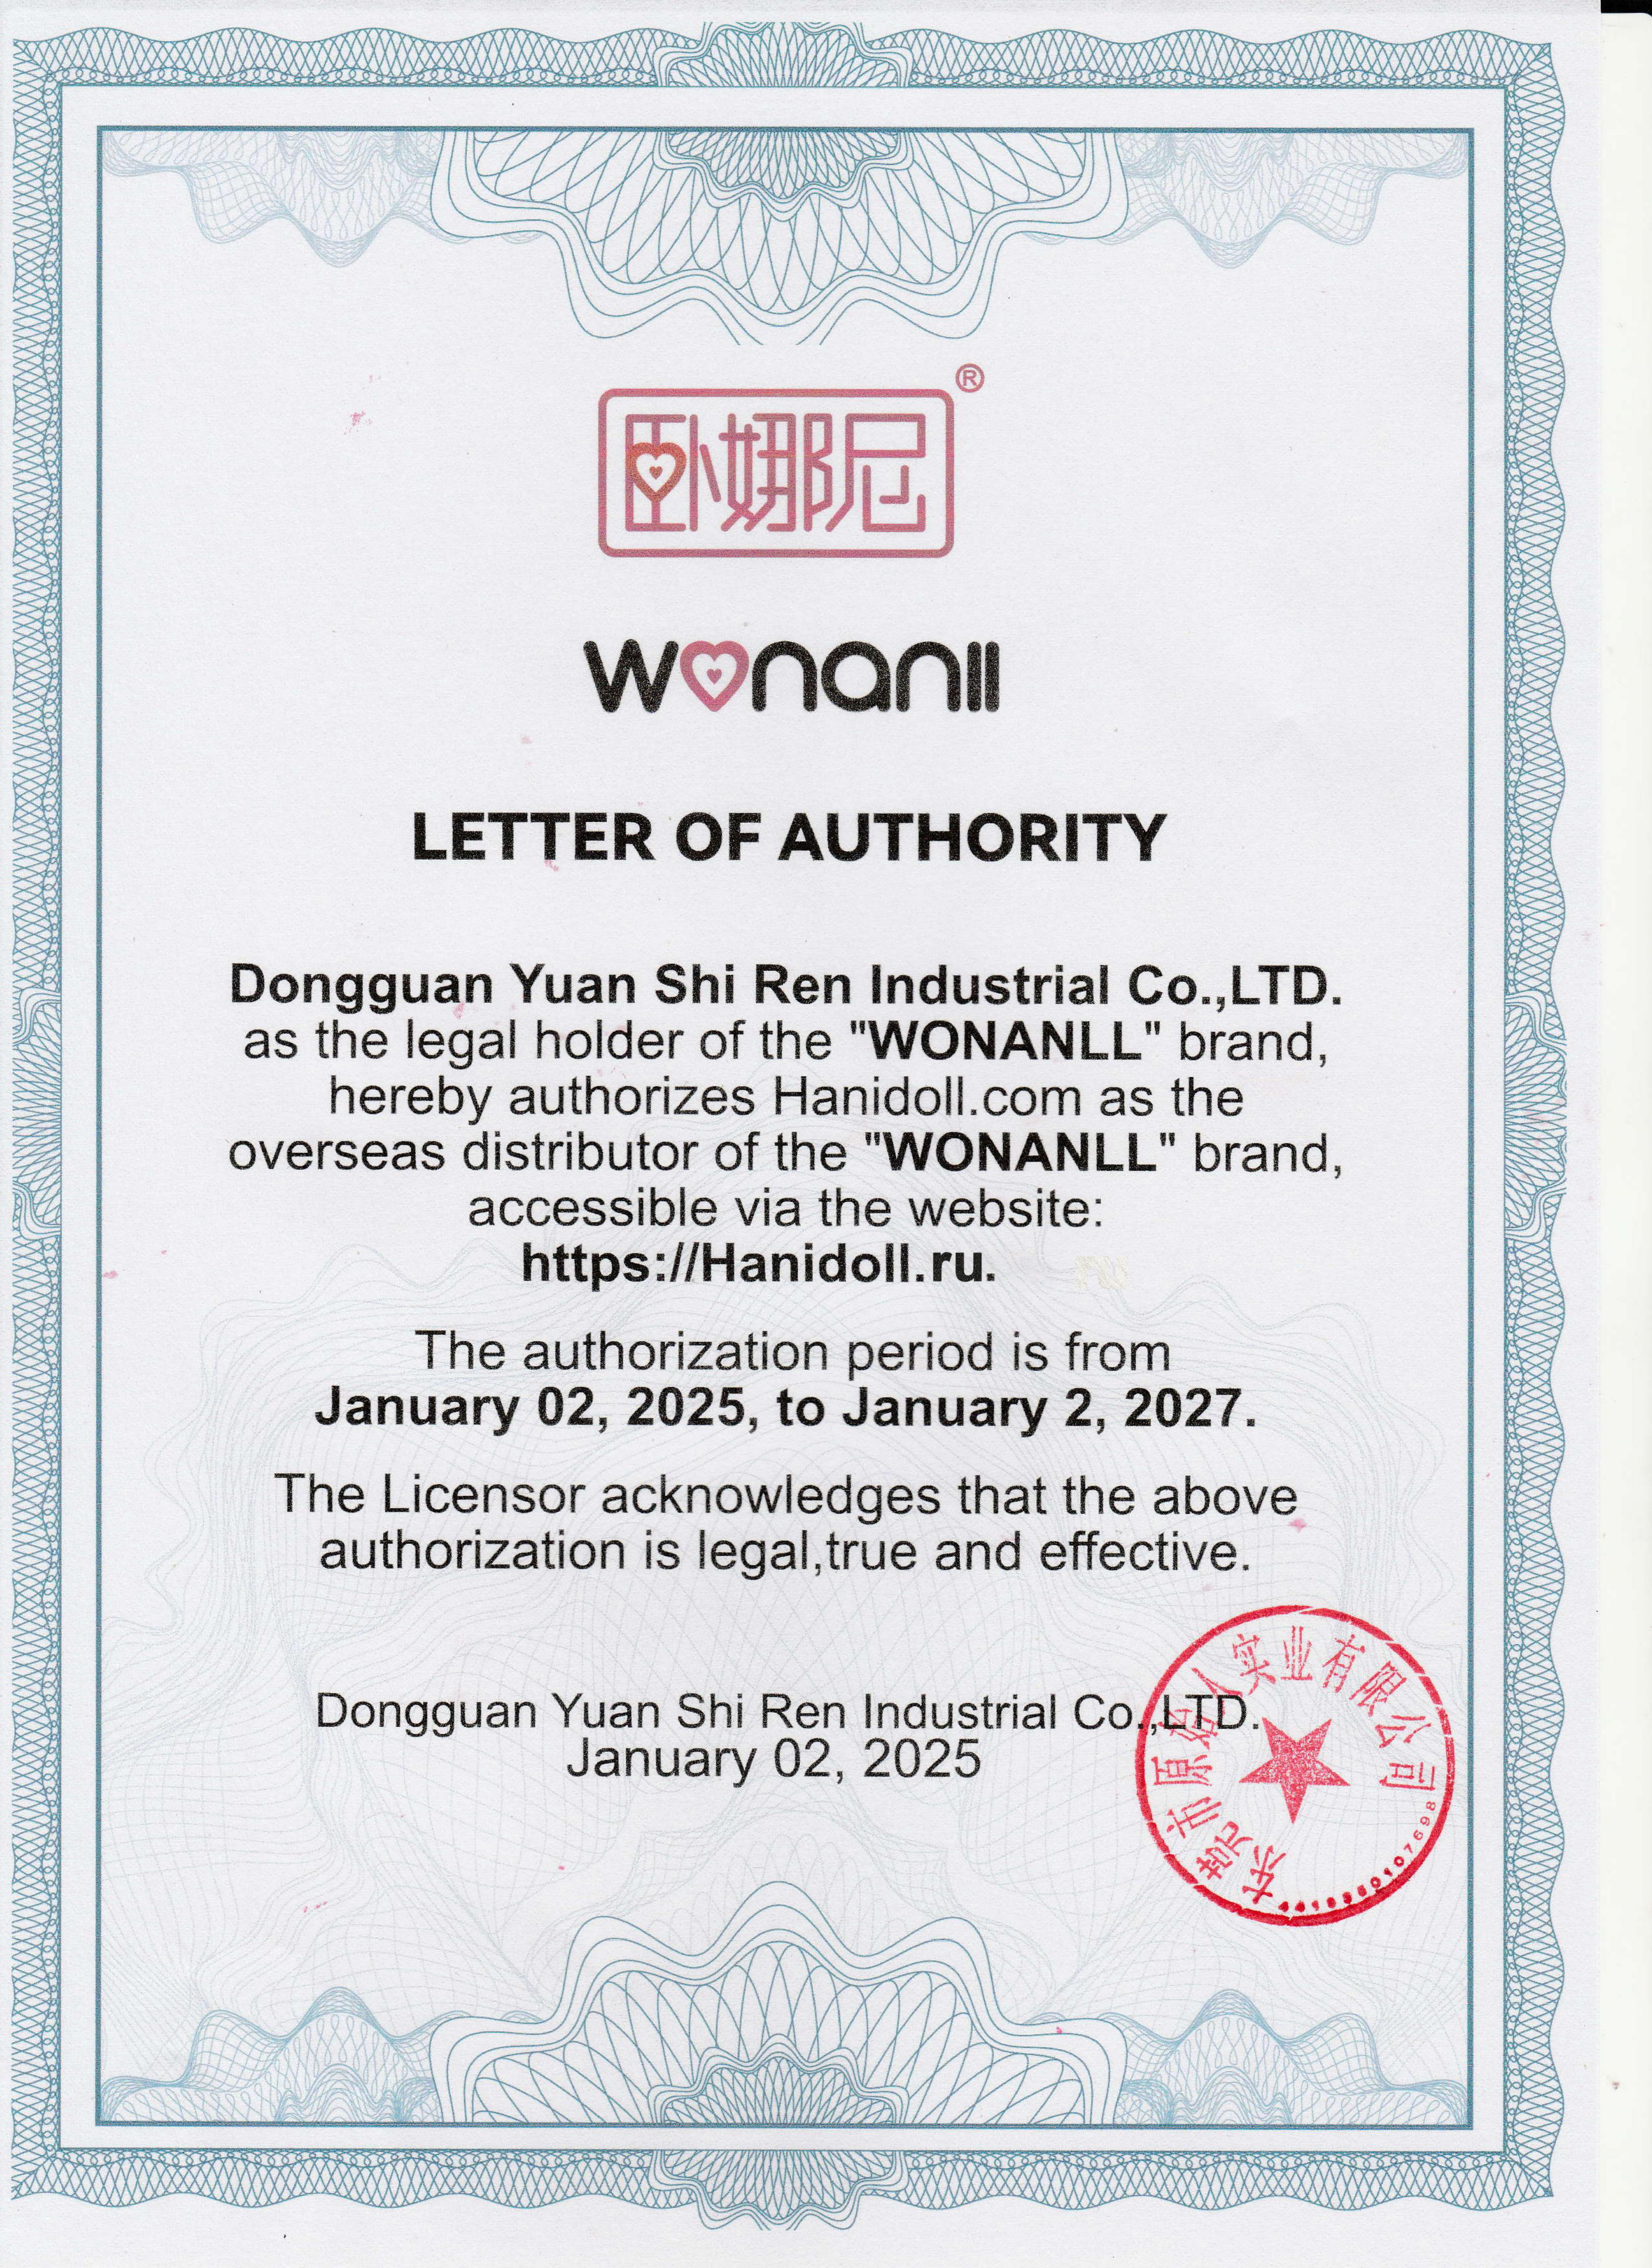 卧娜尼®
wonanll
LETTER OF AUTHORITY
Dongguan Yuan Shi Ren Industrial Co.,LTD.
as the legal holder of the "WONANLL" brand,
hereby authorizes Hanidoll.com as the
overseas distributor of the "WONANLL" brand,
accessible via the website:
https://Hanidoll.ru.
The authorization period is from
January 02, 2025, to January 2, 2027.
The Licensor acknowledges that the above
authorization is legal,true and effective.
Dongguan Yuan Shi Ren Industrial Co.,LTD.
January 02, 2025
东莞市原始人实业有限公司